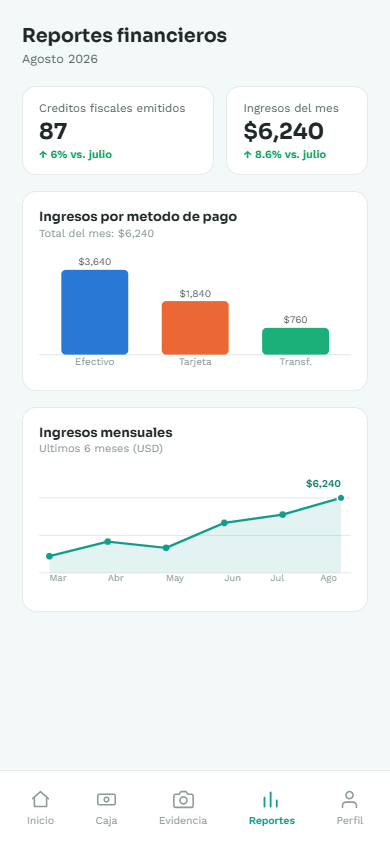 Reportes financieros
Agosto 2026
Creditos fiscales emitidos
87
↑ 6% vs. julio
Ingresos del mes
$6,240
↑ 8.6% vs. julio
Ingresos por metodo de pago
Total del mes: $6,240
$3,640
$1,840
$760
Efectivo
Tarjeta
Transf.
Ingresos mensuales
Ultimos 6 meses (USD)
$6,240
Mar
Abr
May
Jun
Jul
Ago
Inicio
Caja
Evidencia
Reportes
Perfil